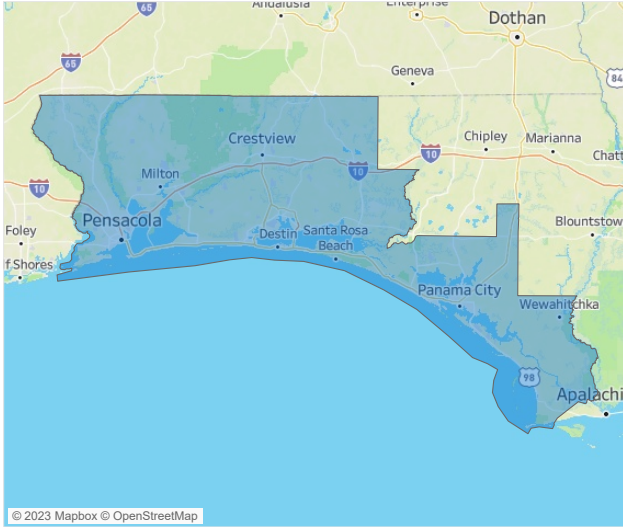 Andalusia
Enterprise
65
Dothan
65
Geneva
84
Crestview
Chipley
Marianna
10
Chatt
10
Milton
10
Pensacola
Blountstow
Foley
Destin
Santa Rosa
Beach
f Shores
Panama City
Wewahitchka
98
Apalachi
© 2023 Mapbox © OpenStreetMap